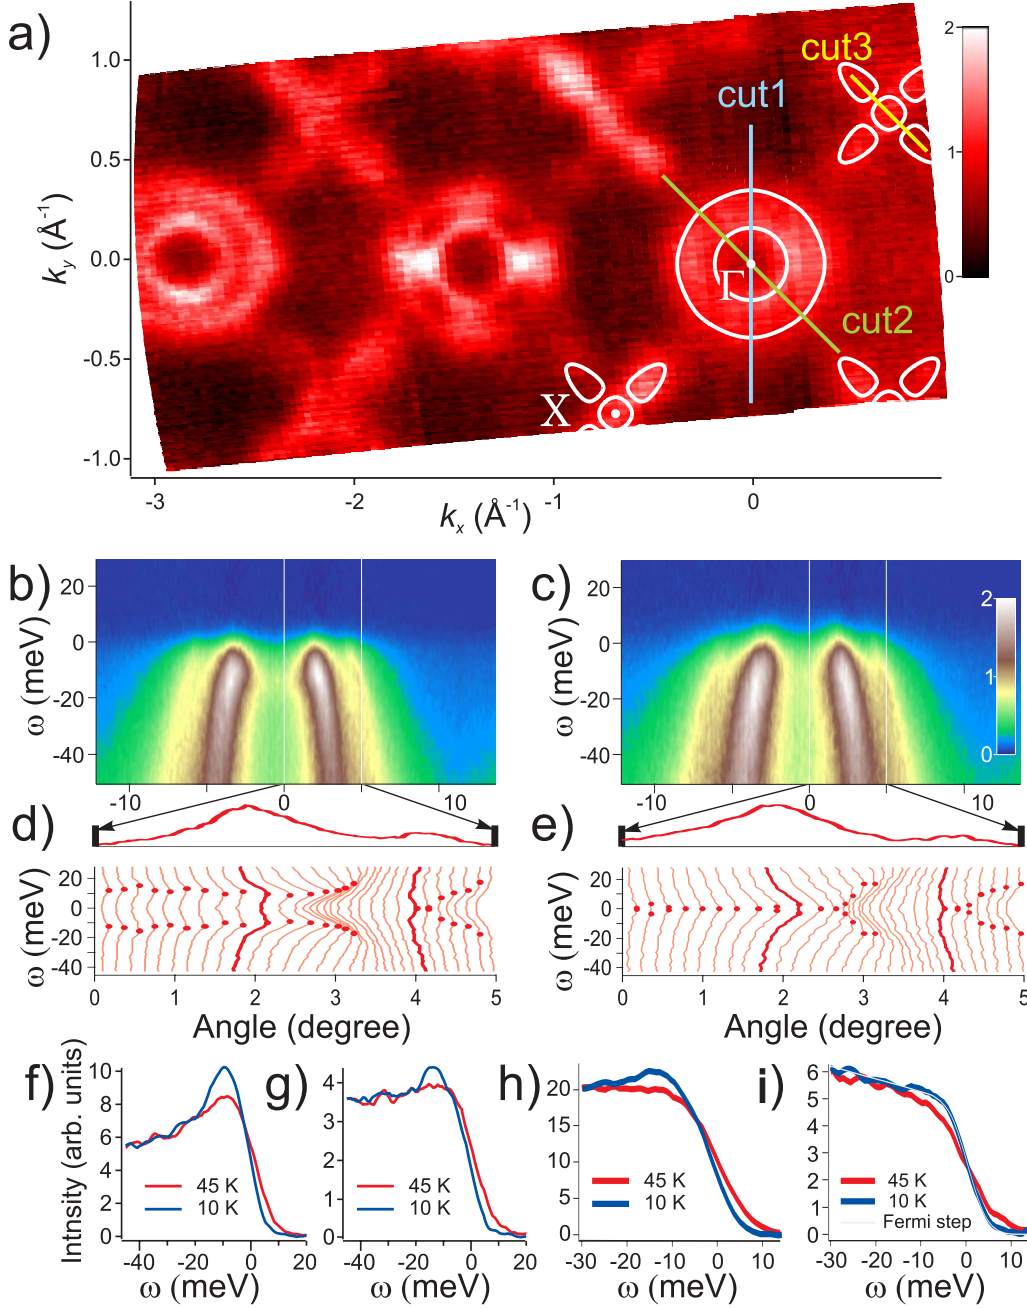 a)
1.0
0.5
0.0
-0.5
-1.0
k_y (Å⁻¹)
cut3
cut1
Γ
cut2
X
2
1
0
-3
-2
-1
0
k_x (Å⁻¹)
b)
20
0
-20
-40
ω (meV)
-10
0
10
c)
20
0
-20
-40
ω (meV)
2
1
0
-10
0
10
d)
20
0
-20
-40
ω (meV)
0
1
2
3
4
5
Angle (degree)
e)
20
0
-20
-40
ω (meV)
0
1
2
3
4
5
Angle (degree)
f)
Intnsity (arb. units)
10
8
6
4
2
0
45 K
10 K
-40
-20
0
20
ω (meV)
g)
4
3
2
1
0
45 K
10 K
-40
-20
0
20
ω (meV)
h)
20
15
10
5
0
45 K
10 K
-30
-20
-10
0
10
ω (meV)
i)
6
5
4
3
2
1
0
45 K
10 K
Fermi step
-30
-20
-10
0
10
ω (meV)